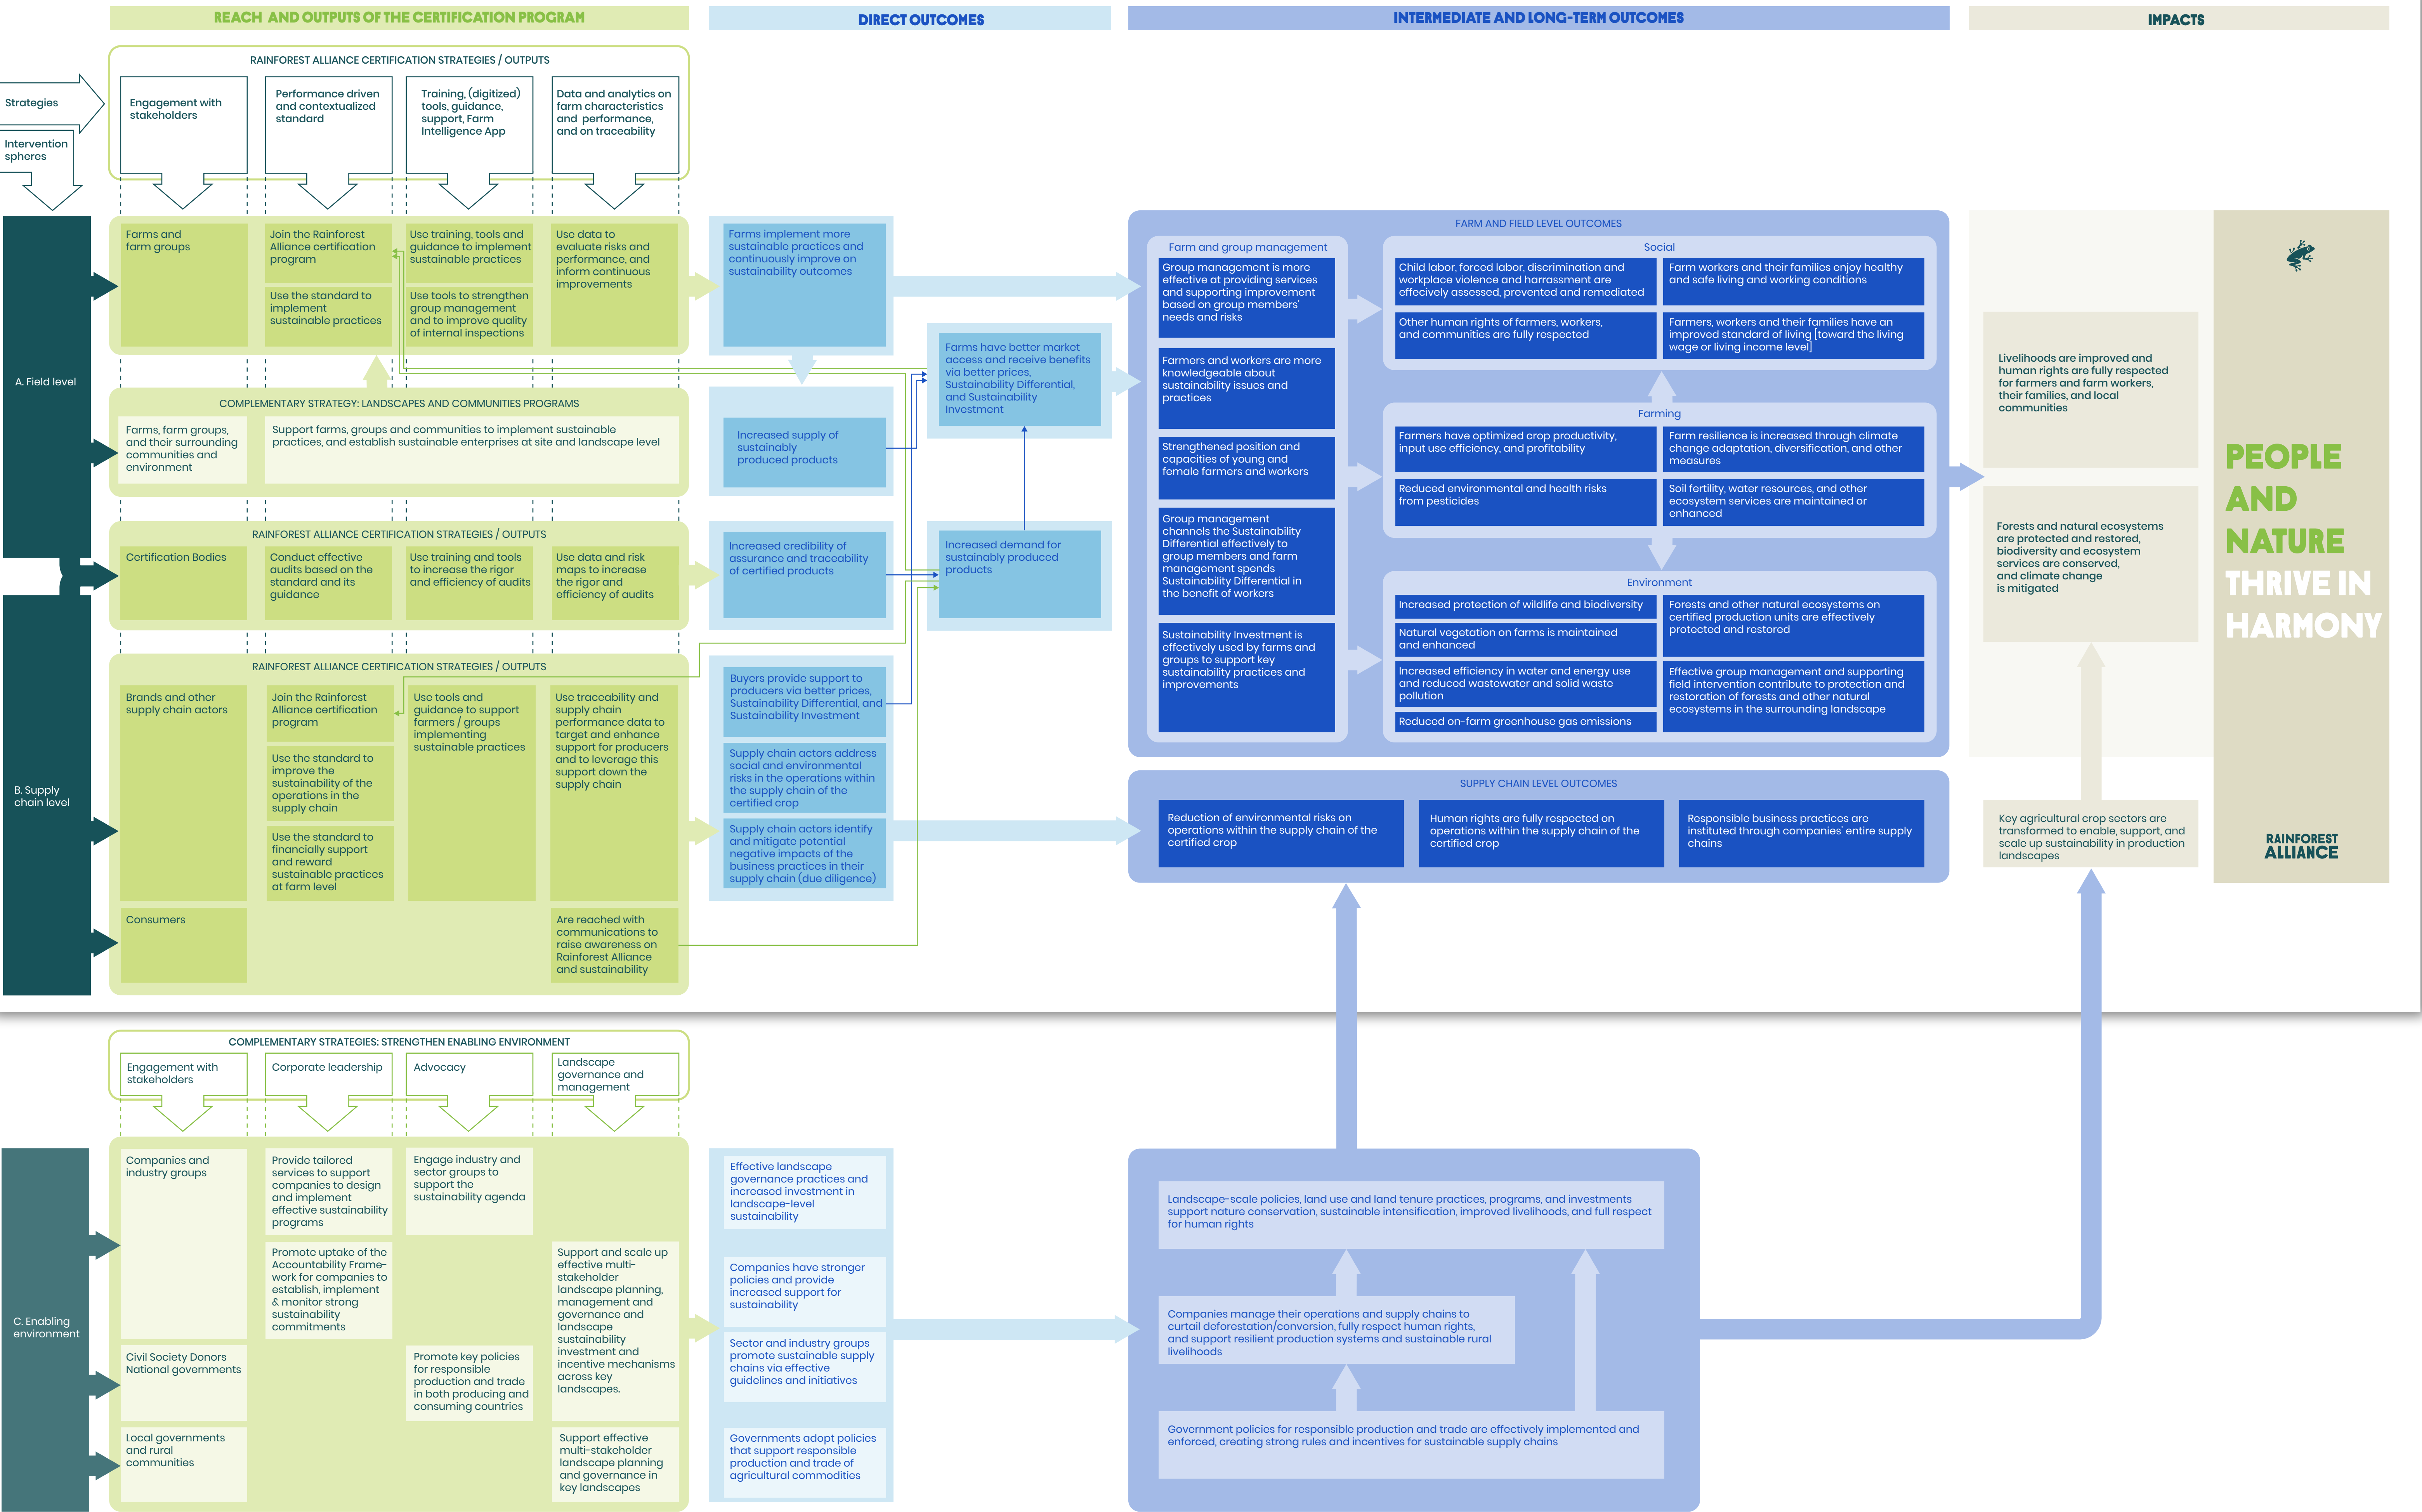 REACH AND OUTPUTS OF THE CERTIFICATION PROGRAM
DIRECT OUTCOMES
INTERMEDIATE AND LONG-TERM OUTCOMES
IMPACTS
RAINFOREST ALLIANCE CERTIFICATION STRATEGIES / OUTPUTS
Strategies
Intervention
spheres
Engagement with
stakeholders
Performance driven
and contextualized
standard
Training, (digitized)
tools, guidance,
support, Farm
Intelligence App
Data and analytics on
farm characteristics
and performance,
and on traceability
A. Field level
Farms and
farm groups
Join the Rainforest
Alliance certification
program
Use the standard to
implement
sustainable practices
Use training, tools and
guidance to implement
sustainable practices
Use tools to strengthen
group management
and to improve quality
of internal inspections
Use data to
evaluate risks and
performance, and
inform continuous
improvements
COMPLEMENTARY STRATEGY: LANDSCAPES AND COMMUNITIES PROGRAMS
Farms, farm groups,
and their surrounding
communities and
environment
Support farms, groups and communities to implement sustainable
practices, and establish sustainable enterprises at site and landscape level
RAINFOREST ALLIANCE CERTIFICATION STRATEGIES / OUTPUTS
Certification Bodies
Conduct effective
audits based on the
standard and its
guidance
Use training and tools
to increase the rigor
and efficiency of audits
Use data and risk
maps to increase
the rigor and
efficiency of audits
B. Supply
chain level
RAINFOREST ALLIANCE CERTIFICATION STRATEGIES / OUTPUTS
Brands and other
supply chain actors
Join the Rainforest
Alliance certification
program
Use the standard to
improve the
sustainability of the
operations in the
supply chain
Use the standard to
financially support
and reward
sustainable practices
at farm level
Use tools and
guidance to support
farmers / groups
implementing
sustainable practices
Use traceability and
supply chain
performance data to
target and enhance
support for producers
and to leverage this
support down the
supply chain
Consumers
Are reached with
communications to
raise awareness on
Rainforest Alliance
and sustainability
Farms implement more
sustainable practices and
continuously improve on
sustainability outcomes
Increased supply of
sustainably
produced products
Farms have better market
access and receive benefits
via better prices,
Sustainability Differential,
and Sustainability
Investment
Increased credibility of
assurance and traceability
of certified products
Increased demand for
sustainably produced
products
Buyers provide support to
producers via better prices,
Sustainability Differential, and
Sustainability Investment
Supply chain actors address
social and environmental
risks in the operations within
the supply chain of the
certified crop
Supply chain actors identify
and mitigate potential
negative impacts of the
business practices in their
supply chain (due diligence)
FARM AND FIELD LEVEL OUTCOMES
Farm and group management
Group management is more
effective at providing services
and supporting improvement
based on group members'
needs and risks
Farmers and workers are more
knowledgeable about
sustainability issues and
practices
Strengthened position and
capacities of young and
female farmers and workers
Group management
channels the Sustainability
Differential effectively to
group members and farm
management spends
Sustainability Differential in
the benefit of workers
Sustainability Investment is
effectively used by farms and
groups to support key
sustainability practices and
improvements
Social
Child labor, forced labor, discrimination and
workplace violence and harrassment are
effecively assessed, prevented and remediated
Farm workers and their families enjoy healthy
and safe living and working conditions
Other human rights of farmers, workers,
and communities are fully respected
Farmers, workers and their families have an
improved standard of living [toward the living
wage or living income level]
Farming
Farmers have optimized crop productivity,
input use efficiency, and profitability
Farm resilience is increased through climate
change adaptation, diversification, and other
measures
Reduced environmental and health risks
from pesticides
Soil fertility, water resources, and other
ecosystem services are maintained or
enhanced
Environment
Increased protection of wildlife and biodiversity
Natural vegetation on farms is maintained
and enhanced
Increased efficiency in water and energy use
and reduced wastewater and solid waste
pollution
Reduced on-farm greenhouse gas emissions
Forests and other natural ecosystems on
certified production units are effectively
protected and restored
Effective group management and supporting
field intervention contribute to protection and
restoration of forests and other natural
ecosystems in the surrounding landscape
SUPPLY CHAIN LEVEL OUTCOMES
Reduction of environmental risks on
operations within the supply chain of the
certified crop
Human rights are fully respected on
operations within the supply chain of the
certified crop
Responsible business practices are
instituted through companies' entire supply
chains
Livelihoods are improved and
human rights are fully respected
for farmers and farm workers,
their families, and local
communities
Forests and natural ecosystems
are protected and restored,
biodiversity and ecosystem
services are conserved,
and climate change
is mitigated
Key agricultural crop sectors are
transformed to enable, support, and
scale up sustainability in production
landscapes
PEOPLE
AND
NATURE
THRIVE IN
HARMONY
RAINFOREST
ALLIANCE
COMPLEMENTARY STRATEGIES: STRENGTHEN ENABLING ENVIRONMENT
Engagement with
stakeholders
Corporate leadership
Advocacy
Landscape
governance and
management
C. Enabling
environment
Companies and
industry groups
Provide tailored
services to support
companies to design
and implement
effective sustainability
programs
Promote uptake of the
Accountability Frame-
work for companies to
establish, implement
& monitor strong
sustainability
commitments
Engage industry and
sector groups to
support the
sustainability agenda
Support and scale up
effective multi-
stakeholder
landscape planning,
management and
governance and
landscape
sustainability
investment and
incentive mechanisms
across key
landscapes.
Civil Society Donors
National governments
Promote key policies
for responsible
production and trade
in both producing and
consuming countries
Local governments
and rural
communities
Support effective
multi-stakeholder
landscape planning
and governance in
key landscapes
Effective landscape
governance practices and
increased investment in
landscape-level
sustainability
Companies have stronger
policies and provide
increased support for
sustainability
Sector and industry groups
promote sustainable supply
chains via effective
guidelines and initiatives
Governments adopt policies
that support responsible
production and trade of
agricultural commodities
Landscape-scale policies, land use and land tenure practices, programs, and investments
support nature conservation, sustainable intensification, improved livelihoods, and full respect
for human rights
Companies manage their operations and supply chains to
curtail deforestation/conversion, fully respect human rights,
and support resilient production systems and sustainable rural
livelihoods
Government policies for responsible production and trade are effectively implemented and
enforced, creating strong rules and incentives for sustainable supply chains